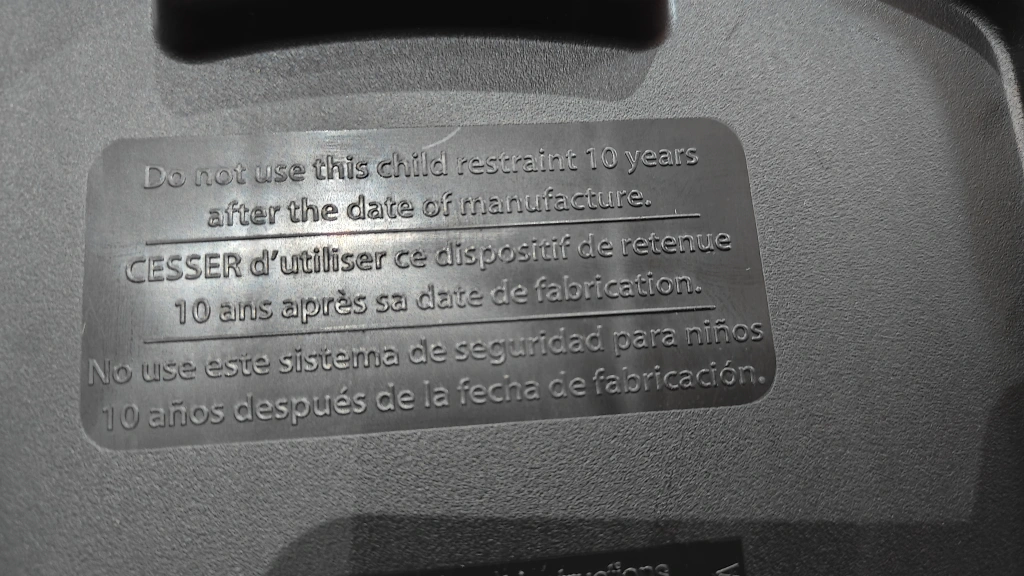 Do not use this child restraint 10 years
after the date of manufacture.
CESSER d'utiliser ce dispositif de retenue
10 ans après sa date de fabrication.
No use este sistema de seguridad para niños
10 años después de la fecha de fabricación.